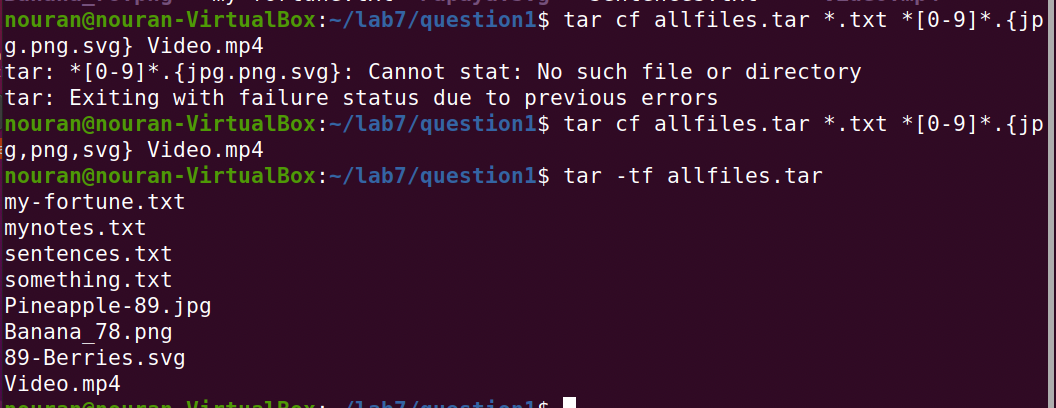 nouran@nouran-VirtualBox:~/lab7/question1$ tar cf allfiles.tar *.txt *[0-9]*.{jp
g.png.svg} Video.mp4
tar: *[0-9]*.{jpg.png.svg}: Cannot stat: No such file or directory
tar: Exiting with failure status due to previous errors
nouran@nouran-VirtualBox:~/lab7/question1$ tar cf allfiles.tar *.txt *[0-9]*.{jp
g,png,svg} Video.mp4
nouran@nouran-VirtualBox:~/lab7/question1$ tar -tf allfiles.tar
my-fortune.txt
mynotes.txt
sentences.txt
something.txt
Pineapple-89.jpg
Banana_78.png
89-Berries.svg
Video.mp4
nouran@nouran-VirtualBox:~/lab7/question1$